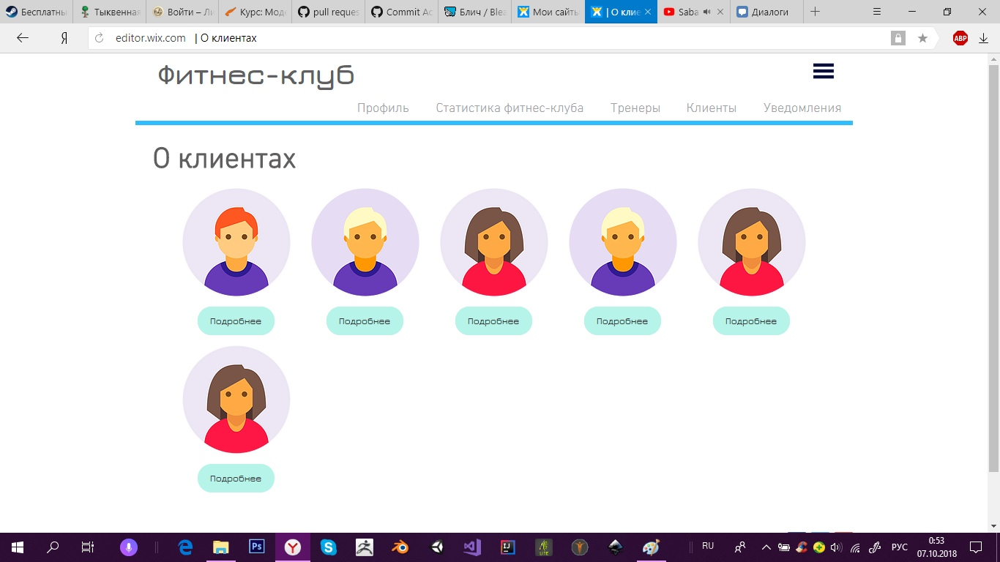 Бесплатны
Тыквенная
Войти – Ли
Курс: Моде
pull reques
Commit Ac
Блич / Blea
Мои сайты
| О клие
Saba
Диалоги
editor.wix.com | О клиентах
ABP
Фитнес-клуб
Профиль Статистика фитнес-клуба Тренеры Клиенты Уведомления
О клиентах
Подробнее Подробнее Подробнее Подробнее Подробнее
Подробнее
RU
РУС
0:53
07.10.2018